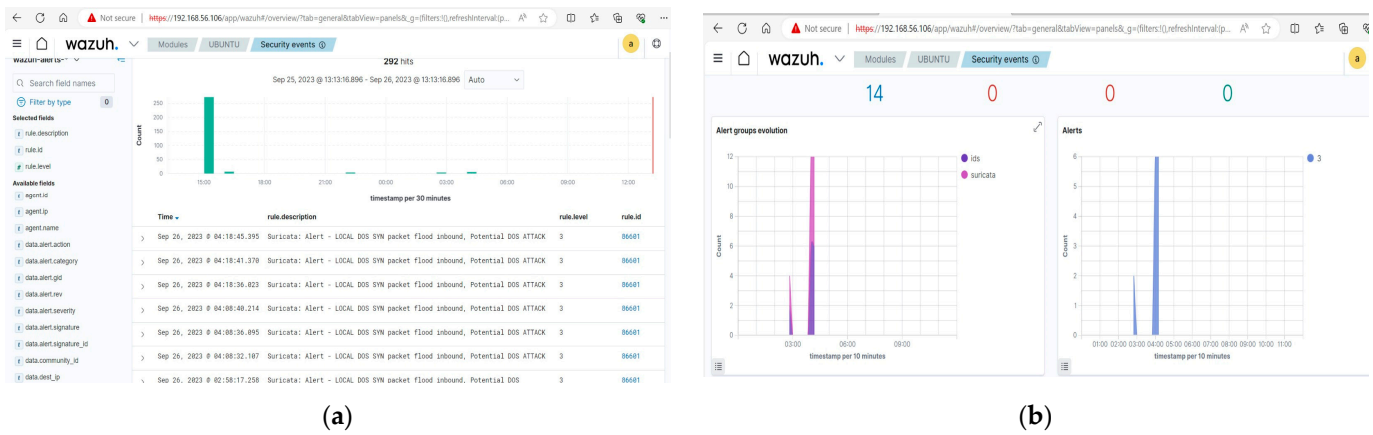 Not secure | https://192.168.56.106/app/wazuh#/overview/?tab=general&tabView=panels&_g=(filters:!(),refreshInterval:(p...
wazuh. Modules UBUNTU Security events a
wazuh-alerts-*
Search field names
Filter by type 0
Selected fields
t rule.description
t rule.id
# rule.level
Available fields
t agent.id
t agent.ip
t agent.name
t data.alert.action
t data.alert.category
t data.alert.gid
t data.alert.rev
t data.alert.severity
t data.alert.signature
t data.alert.signature_id
t data.community_id
t data.dest_ip
292 hits
Sep 25, 2023 @ 13:13:16.896 - Sep 26, 2023 @ 13:13:16.896 Auto
Count
250
200
150
100
50
0
15:00 18:00 21:00 00:00 03:00 06:00 09:00 12:00
timestamp per 30 minutes
Time rule.description rule.level rule.id
Sep 26, 2023 @ 04:18:45.395 Suricata: Alert - LOCAL DOS SYN packet flood inbound, Potential DOS ATTACK 3 86601
Sep 26, 2023 @ 04:18:41.370 Suricata: Alert - LOCAL DOS SYN packet flood inbound, Potential DOS ATTACK 3 86601
Sep 26, 2023 @ 04:18:36.023 Suricata: Alert - LOCAL DOS SYN packet flood inbound, Potential DOS ATTACK 3 86601
Sep 26, 2023 @ 04:08:40.214 Suricata: Alert - LOCAL DOS SYN packet flood inbound, Potential DOS ATTACK 3 86601
Sep 26, 2023 @ 04:08:36.095 Suricata: Alert - LOCAL DOS SYN packet flood inbound, Potential DOS ATTACK 3 86601
Sep 26, 2023 @ 04:08:32.107 Suricata: Alert - LOCAL DOS SYN packet flood inbound, Potential DOS ATTACK 3 86601
Sep 26, 2023 @ 02:58:17.258 Suricata: Alert - LOCAL DOS SYN packet flood inbound, Potential DOS 3 86601
(a)
Not secure | https://192.168.56.106/app/wazuh#/overview/?tab=general&tabView=panels&_g=(filters:!(),refreshInterval:(p...
wazuh. Modules UBUNTU Security events a
14 0 0 0
Alert groups evolution
Count
12
10
8
6
4
2
0
03:00 06:00 09:00
timestamp per 10 minutes
ids
suricata
Alerts
Count
6
5
4
3
2
1
0
01:00 02:00 03:00 04:00 05:00 06:00 07:00 08:00 09:00 10:00 11:00
timestamp per 10 minutes
3
(b)